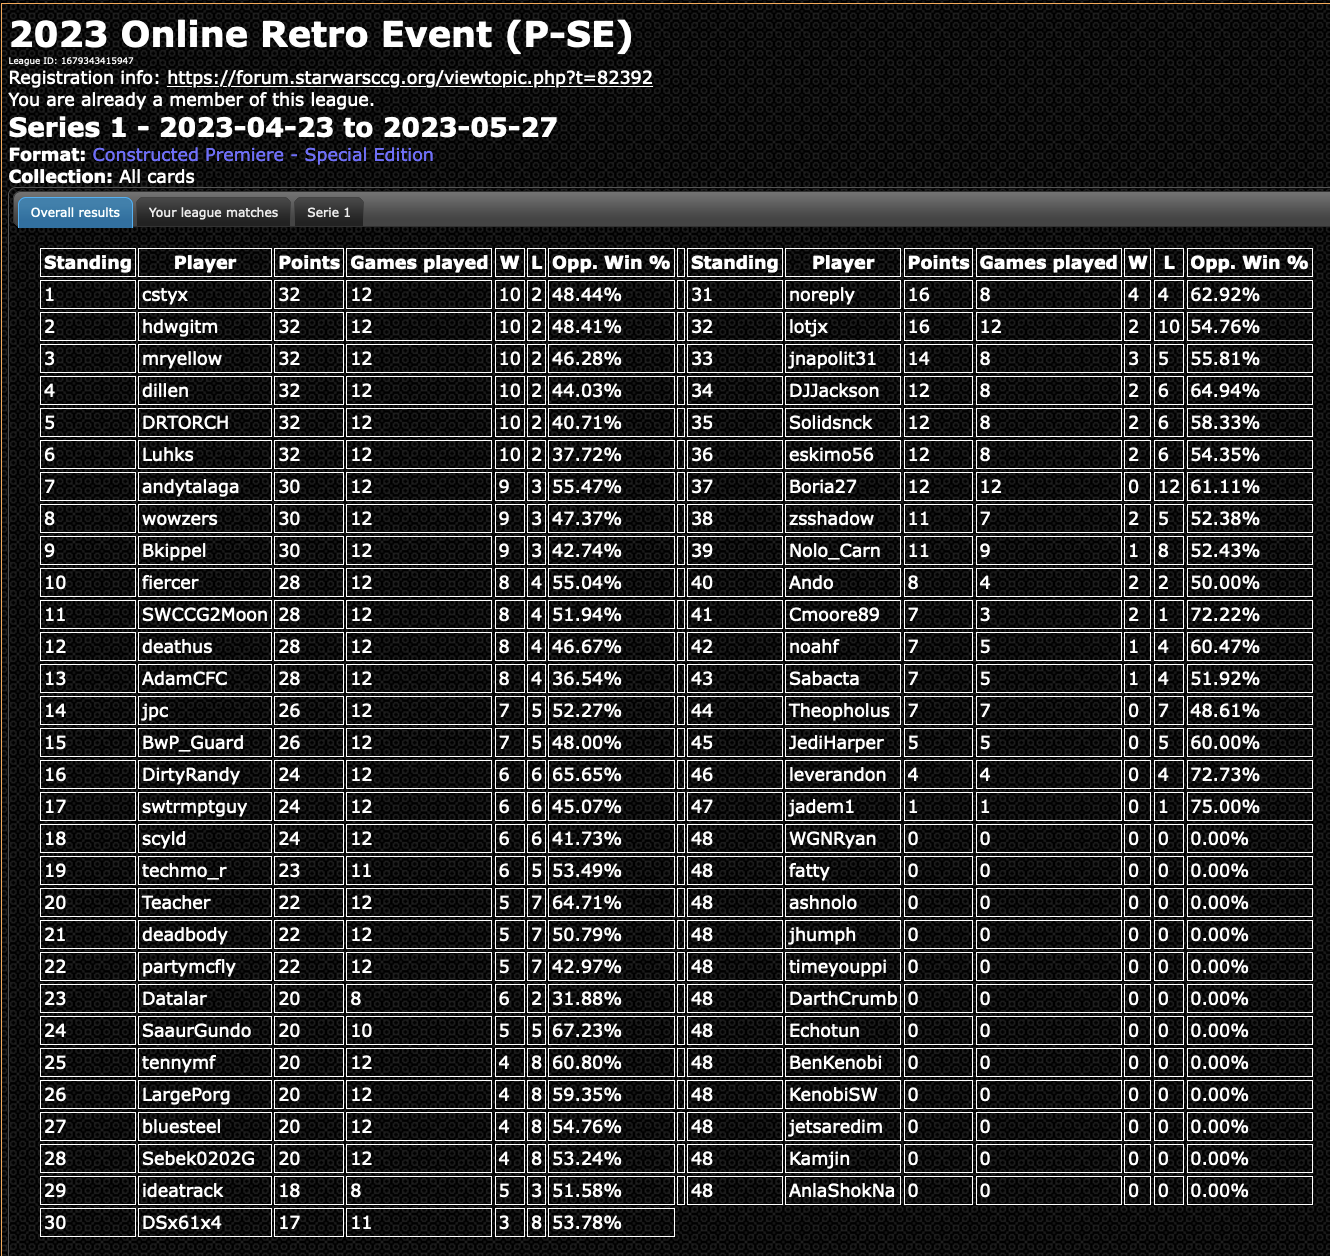 2023 Online Retro Event (P-SE)
League ID: 1679343415947
Registration info: https://forum.starwarsccg.org/viewtopic.php?t=82392
You are already a member of this league.
Series 1 - 2023-04-23 to 2023-05-27
Format: Constructed Premiere - Special Edition
Collection: All cards
Overall results Your league matches Serie 1
Standing Player Points Games played W L Opp. Win % Standing Player Points Games played W L Opp. Win %
1 cstyx 32 12 10 2 48.44% 31 noreply 16 8 4 4 62.92%
2 hdwgitm 32 12 10 2 48.41% 32 lotjx 16 12 2 10 54.76%
3 mryellow 32 12 10 2 46.28% 33 jnapolit31 14 8 3 5 55.81%
4 dillen 32 12 10 2 44.03% 34 DJJackson 12 8 2 6 64.94%
5 DRTORCH 32 12 10 2 40.71% 35 Solidsnck 12 8 2 6 58.33%
6 Luhks 32 12 10 2 37.72% 36 eskimo56 12 8 2 6 54.35%
7 andytalaga 30 12 9 3 55.47% 37 Boria27 12 12 0 12 61.11%
8 wowzers 30 12 9 3 47.37% 38 zsshadow 11 7 2 5 52.38%
9 Bkippel 30 12 9 3 42.74% 39 Nolo_Carn 11 9 1 8 52.43%
10 fiercer 28 12 8 4 55.04% 40 Ando 8 4 2 2 50.00%
11 SWCCG2Moon 28 12 8 4 51.94% 41 Cmoore89 7 3 2 1 72.22%
12 deathus 28 12 8 4 46.67% 42 noahf 7 5 1 4 60.47%
13 AdamCFC 28 12 8 4 36.54% 43 Sabacta 7 5 1 4 51.92%
14 jpc 26 12 7 5 52.27% 44 Theopholus 7 7 0 7 48.61%
15 BwP_Guard 26 12 7 5 48.00% 45 JediHarper 5 5 0 5 60.00%
16 DirtyRandy 24 12 6 6 65.65% 46 leverandon 4 4 0 4 72.73%
17 swtrmptguy 24 12 6 6 45.07% 47 jadem1 1 1 0 1 75.00%
18 scyld 24 12 6 6 41.73% 48 WGNRyan 0 0 0 0 0.00%
19 techmo_r 23 11 6 5 53.49% 48 fatty 0 0 0 0 0.00%
20 Teacher 22 12 5 7 64.71% 48 ashnolo 0 0 0 0 0.00%
21 deadbody 22 12 5 7 50.79% 48 jhumph 0 0 0 0 0.00%
22 partymcfly 22 12 5 7 42.97% 48 timeyouppi 0 0 0 0 0.00%
23 Datalar 20 8 6 2 31.88% 48 DarthCrumb 0 0 0 0 0.00%
24 SaaurGundo 20 10 5 5 67.23% 48 Echotun 0 0 0 0 0.00%
25 tennymf 20 12 4 8 60.80% 48 BenKenobi 0 0 0 0 0.00%
26 LargePorg 20 12 4 8 59.35% 48 KenobiSW 0 0 0 0 0.00%
27 bluesteel 20 12 4 8 54.76% 48 jetsaredim 0 0 0 0 0.00%
28 Sebek0202G 20 12 4 8 53.24% 48 Kamjin 0 0 0 0 0.00%
29 ideatrack 18 8 5 3 51.58% 48 AnlaShokNa 0 0 0 0 0.00%
30 DSx61x4 17 11 3 8 53.78%